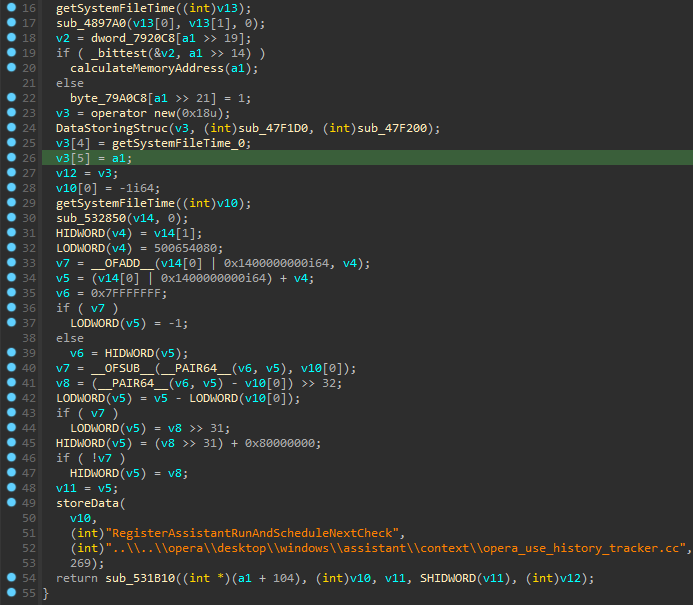 16 getSystemFileTime((int)v13);
17 sub_4897A0(v13[0], v13[1], 0);
18 v2 = dword_7920C8[a1 >> 19];
19 if ( _bittest(&v2, a1 >> 14) )
20 calculateMemoryAddress(a1);
21 else
22 byte_79A0C8[a1 >> 21] = 1;
23 v3 = operator new(0x18u);
24 DataStoringStruc(v3, (int)sub_47F1D0, (int)sub_47F200);
25 v3[4] = getSystemFileTime_0;
26 v3[5] = a1;
27 v12 = v3;
28 v10[0] = -1i64;
29 getSystemFileTime((int)v10);
30 sub_532850(v14, 0);
31 HIDWORD(v4) = v14[1];
32 LODWORD(v4) = 500654080;
33 v7 = __OFADD__(v14[0] | 0x1400000000i64, v4);
34 v5 = (v14[0] | 0x1400000000i64) + v4;
35 v6 = 0x7FFFFFFF;
36 if ( v7 )
37 LODWORD(v5) = -1;
38 else
39 v6 = HIDWORD(v5);
40 v7 = __OFSUB__(__PAIR64__(v6, v5), v10[0]);
41 v8 = (__PAIR64__(v6, v5) - v10[0]) >> 32;
42 LODWORD(v5) = v5 - LODWORD(v10[0]);
43 if ( v7 )
44 LODWORD(v5) = v8 >> 31;
45 HIDWORD(v5) = (v8 >> 31) + 0x80000000;
46 if ( !v7 )
47 HIDWORD(v5) = v8;
48 v11 = v5;
49 storeData(
50 v10,
51 (int)"RegisterAssistantRunAndScheduleNextCheck",
52 (int)"..\\..\\opera\\desktop\\windows\\assistant\\context\\opera_use_history_tracker.cc",
53 269);
54 return sub_531B10((int *)(a1 + 104), (int)v10, v11, SHIDWORD(v11), (int)v12);
55 }